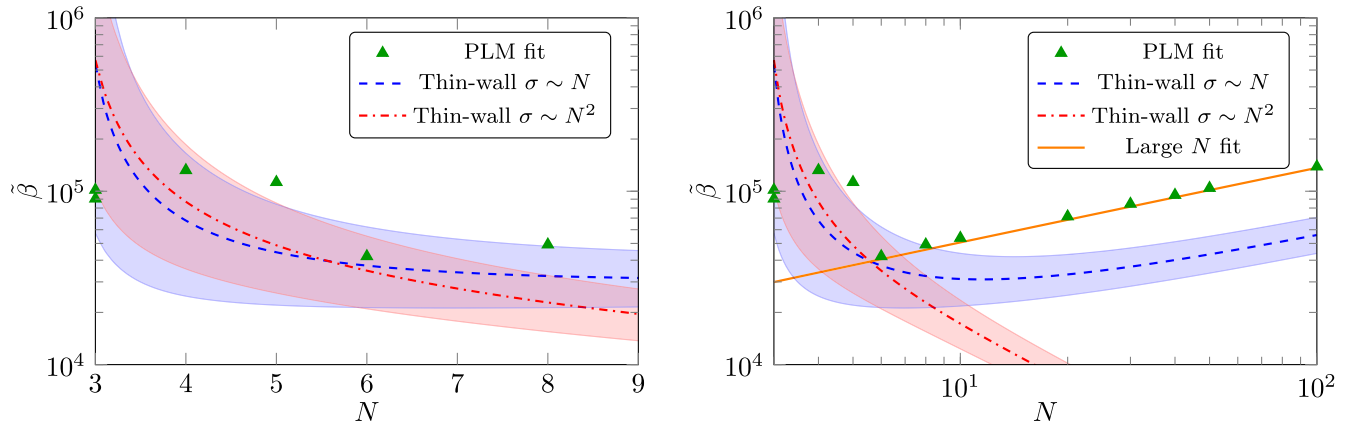 10^6
10^5
10^4
β̃
3 4 5 6 7 8 9
N
PLM fit
Thin-wall σ ∼ N
Thin-wall σ ∼ N^2
10^6
10^5
10^4
β̃
10^1 10^2
N
PLM fit
Thin-wall σ ∼ N
Thin-wall σ ∼ N^2
Large N fit